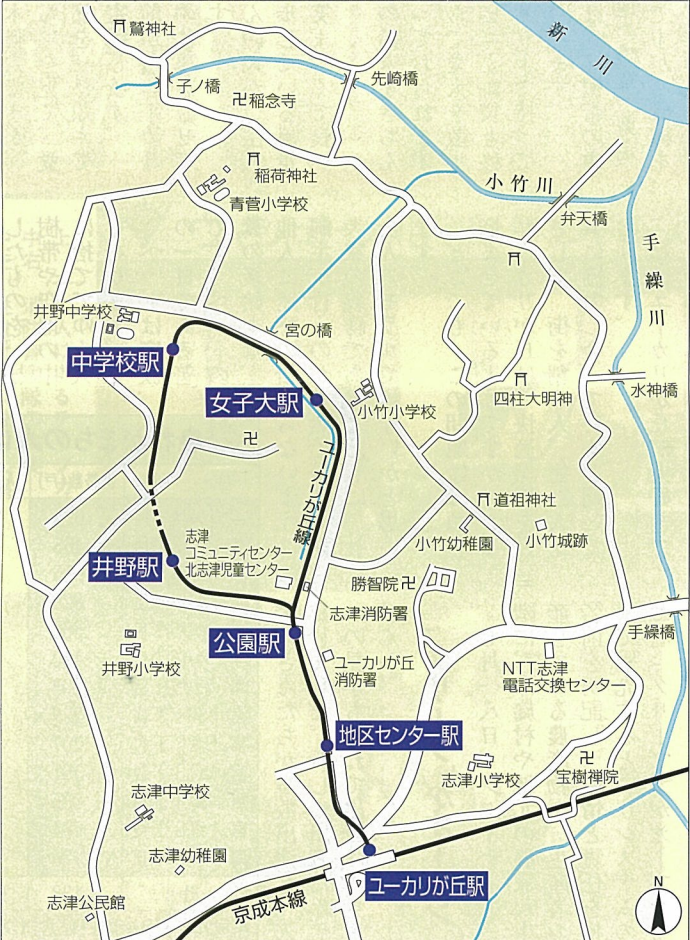 鷲神社
新川
子ノ橋
先崎橋
卍稲念寺
稲荷神社
青菅小学校
小竹川
弁天橋
手繰川
井野中学校
宮の橋
中学校駅
女子大駅
小竹小学校
四柱大明神
水神橋
卍
ユーカリが丘線
道祖神社
小竹幼稚園
小竹城跡
志津
コミュニティセンター
北志津児童センター
井野駅
勝智院卍
志津消防署
公園駅
手繰橋
井野小学校
ユーカリが丘
消防署
NTT志津
電話交換センター
地区センター駅
志津小学校
卍
宝樹禅院
志津中学校
志津幼稚園
ユーカリが丘駅
志津公民館
京成本線
N